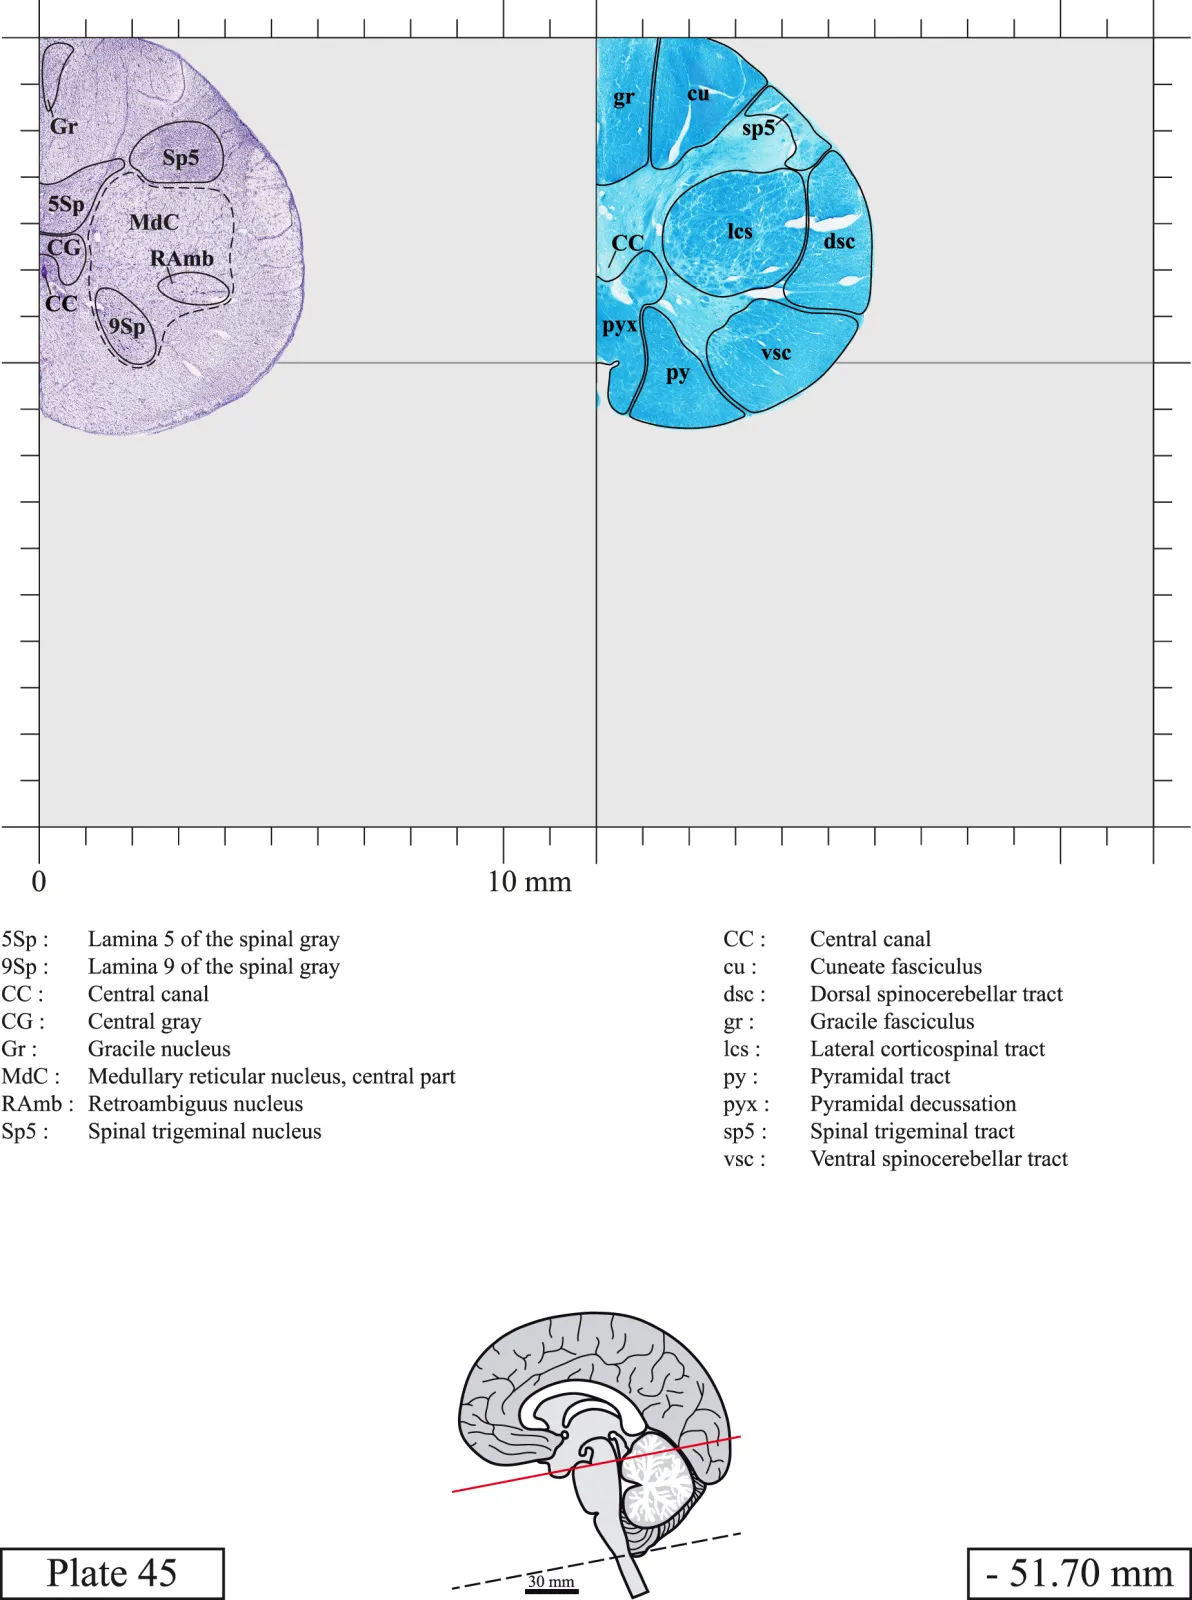 gr
cu
Gr
sp5
Sp5
5Sp
MdC
lcs
CG
CC
dsc
RAmb
CC
9Sp
pyx
vsc
py
0
10 mm
5Sp : Lamina 5 of the spinal gray
9Sp : Lamina 9 of the spinal gray
CC : Central canal
CG : Central gray
Gr : Gracile nucleus
MdC : Medullary reticular nucleus, central part
RAmb : Retroambiguus nucleus
Sp5 : Spinal trigeminal nucleus
CC : Central canal
cu : Cuneate fasciculus
dsc : Dorsal spinocerebellar tract
gr : Gracile fasciculus
lcs : Lateral corticospinal tract
py : Pyramidal tract
pyx : Pyramidal decussation
sp5 : Spinal trigeminal tract
vsc : Ventral spinocerebellar tract
30 mm
Plate 45
- 51.70 mm